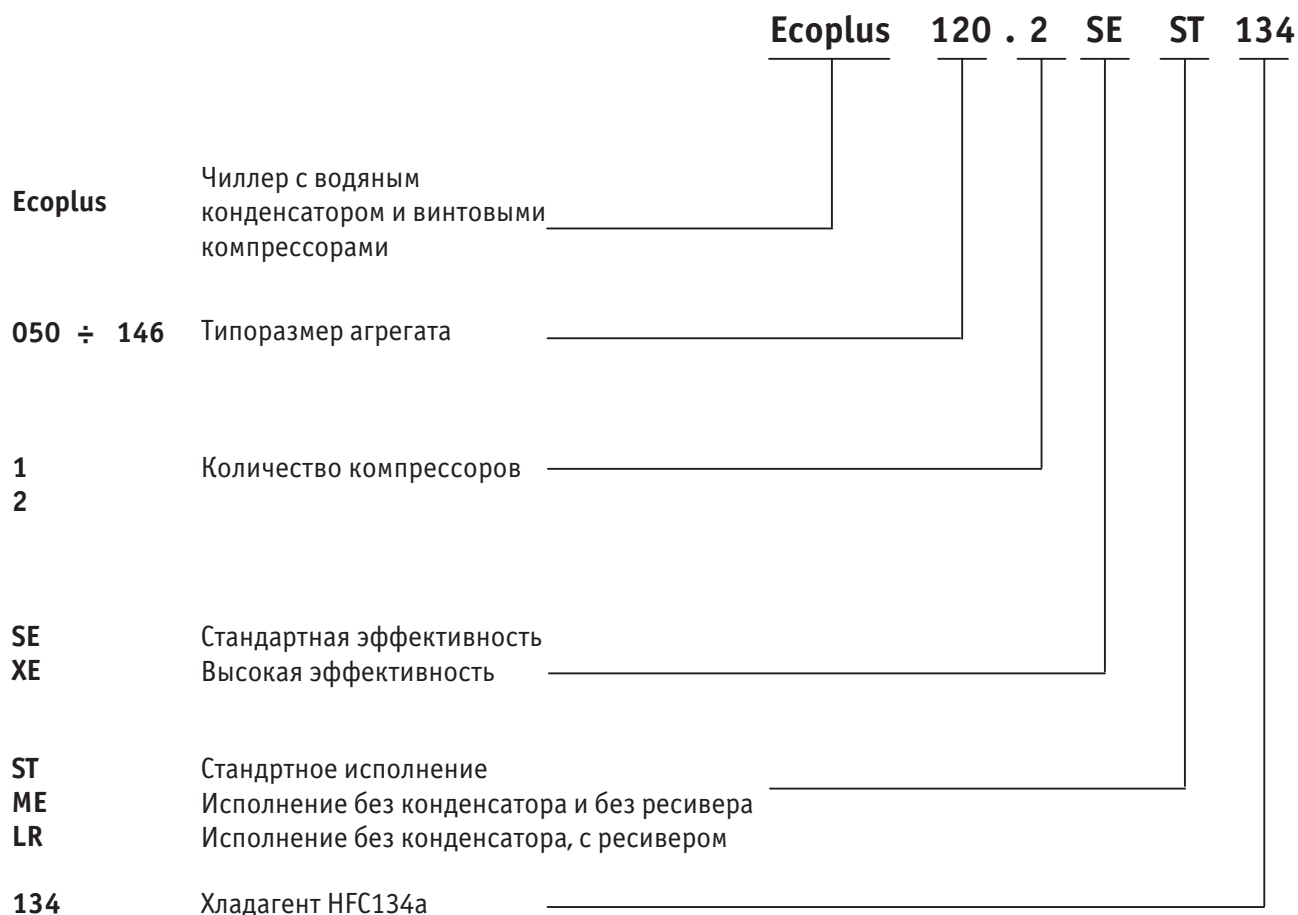 Ecoplus 120 . 2 SE ST 134
Ecoplus
Чиллер с водяным
конденсатором и винтовыми
компрессорами
050 ÷ 146 Типоразмер агрегата
1 Количество компрессоров
2
SE Стандартная эффективность
XE Высокая эффективность
ST Стандртное исполнение
ME Исполнение без конденсатора и без ресивера
LR Исполнение без конденсатора, с ресивером
134 Хладагент HFC134a